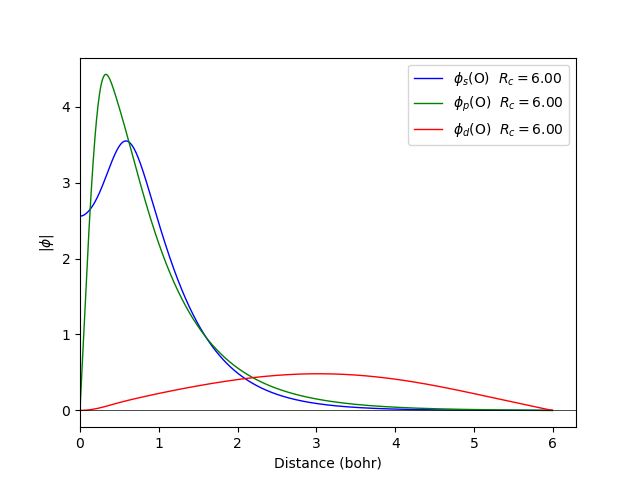 ϕs(O) Rc = 6.00
ϕp(O) Rc = 6.00
ϕd(O) Rc = 6.00
|ϕ|
4
3
2
1
0
0 1 2 3 4 5 6
Distance (bohr)